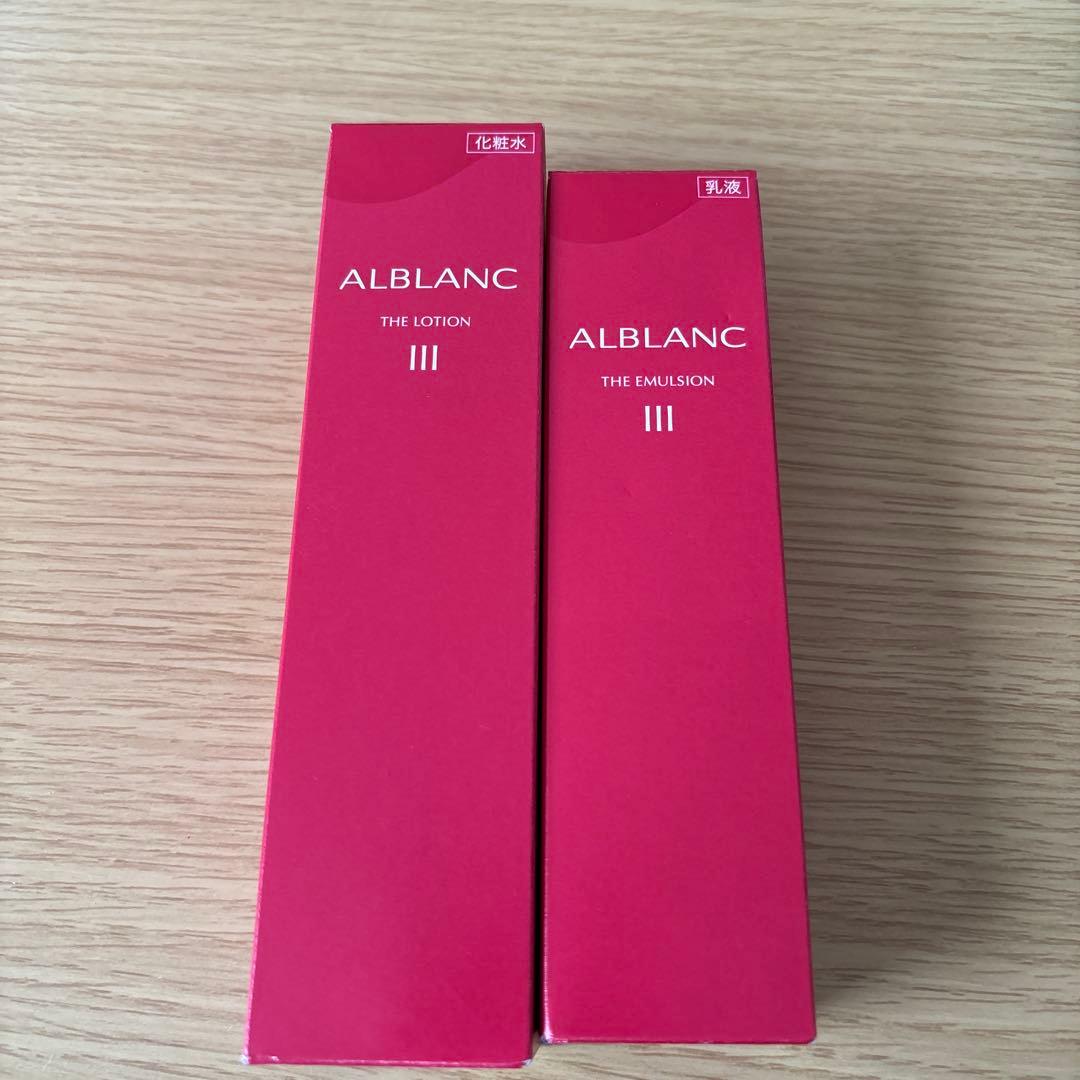 化粧水
ALBLANC
THE LOTION
III
乳液
ALBLANC
THE EMULSION
III